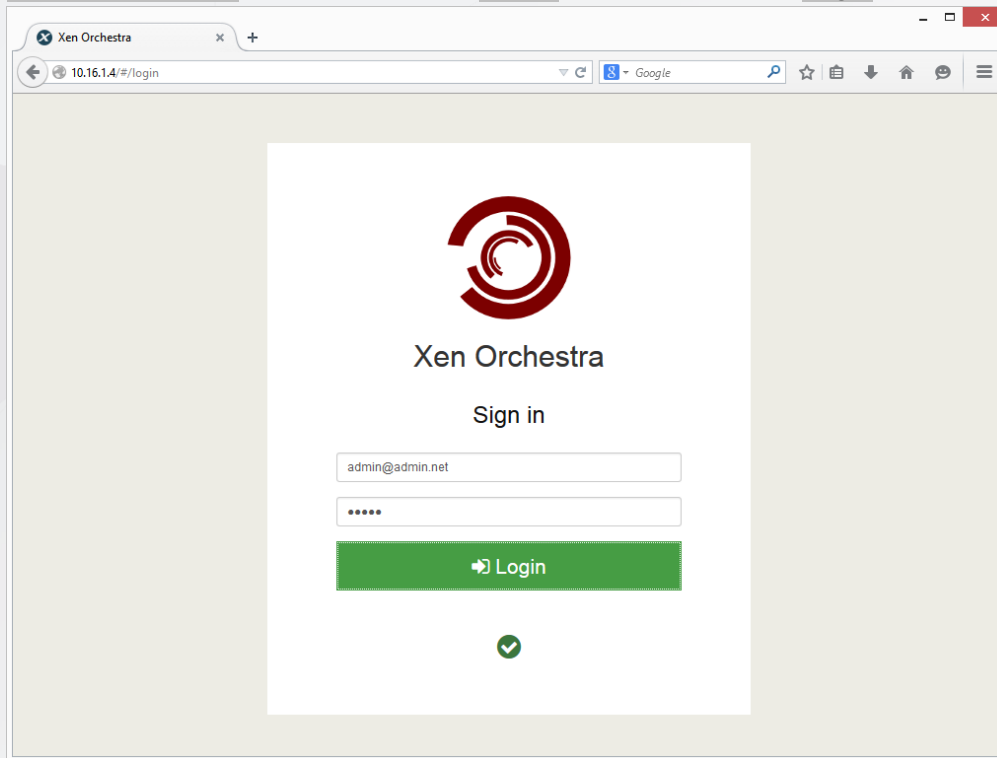 Xen Orchestra
10.16.1.4/#/login
Google
Xen Orchestra
Sign in
admin@admin.net
•••••
Login